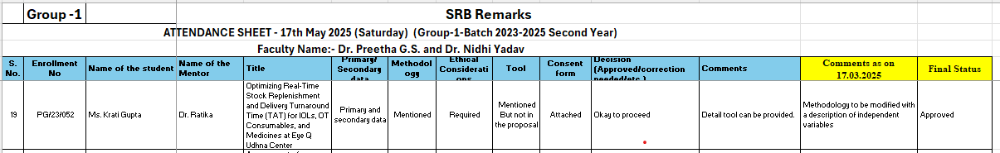 Group -1
SRB Remarks
ATTENDANCE SHEET - 17th May 2025 (Saturday) (Group-1-Batch 2023-2025 Second Year)
Faculty Name:- Dr. Preetha G.S. and Dr. Nidhi Yadav
S. No.
Enrollment No
Name of the student
Name of the Mentor
Title
Primary/ Secondary data
Methodology
Ethical Considerations
Tool
Consent form
Decision (Approved/correction needed/etc.)
Comments
Comments as on 17.03.2025
Final Status
19
PG/23/052
Ms. Krati Gupta
Dr. Ratika
Optimizing Real-Time
Stock Replenishment
and Delivery Turnaround
Time (TAT) for IOLs, OT
Consumables, and
Medicines at Eye Q
Udhna Center
Primary and
secondary data
Mentioned
Required
Mentioned
But not in
the proposal
Attached
Okay to proceed
Detail tool can be provided.
Methodology to be modified with
a description of independent
variables
Approved